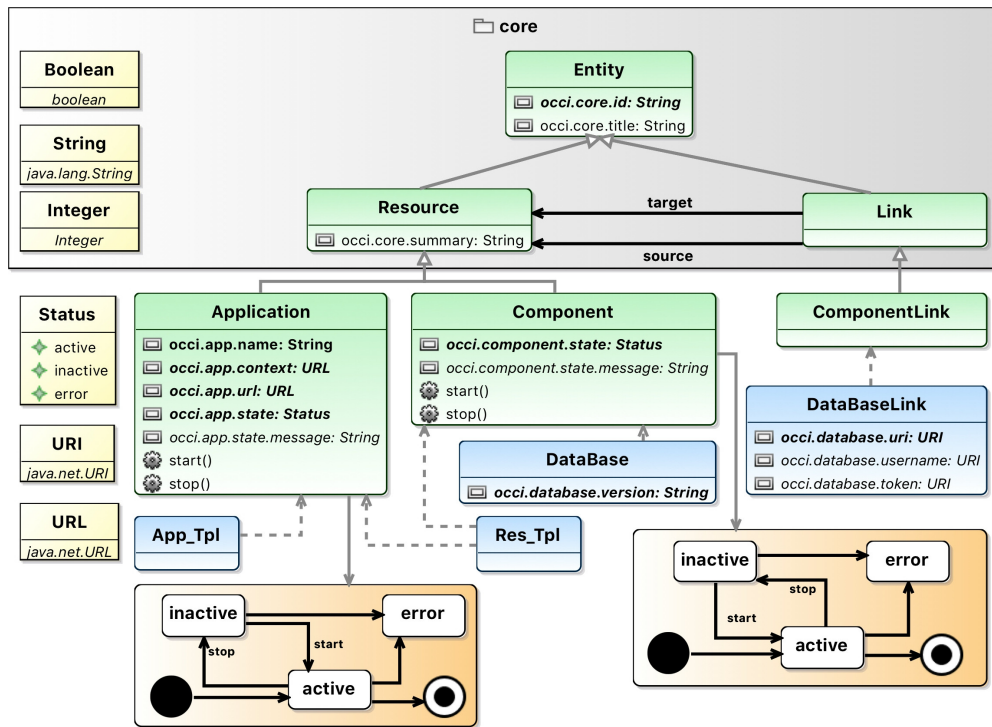 core
Boolean
boolean
String
java.lang.String
Integer
Integer
Entity
occi.core.id: String
occi.core.title: String
Resource
occi.core.summary: String
target
source
Link
Status
active
inactive
error
URI
java.net.URI
URL
java.net.URL
Application
occi.app.name: String
occi.app.context: URL
occi.app.url: URL
occi.app.state: Status
occi.app.state.message: String
start()
stop()
Component
occi.component.state: Status
occi.component.state.message: String
start()
stop()
ComponentLink
DataBase
occi.database.version: String
DataBaseLink
occi.database.uri: URI
occi.database.username: URI
occi.database.token: URI
App_Tpl
Res_Tpl
inactive
error
stop
start
active
inactive
error
stop
start
active